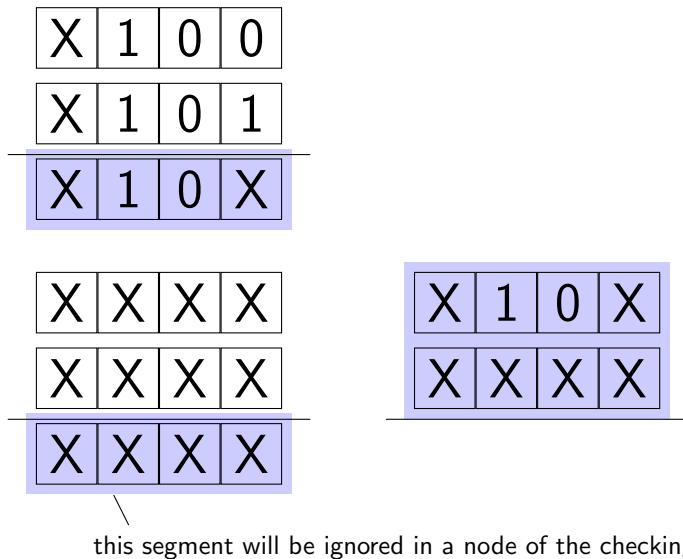 X 1 0 0
X 1 0 1
X 1 0 X
X X X X
X X X X
X X X X
X 1 0 X
X X X X
this segment will be ignored in a node of the checkin